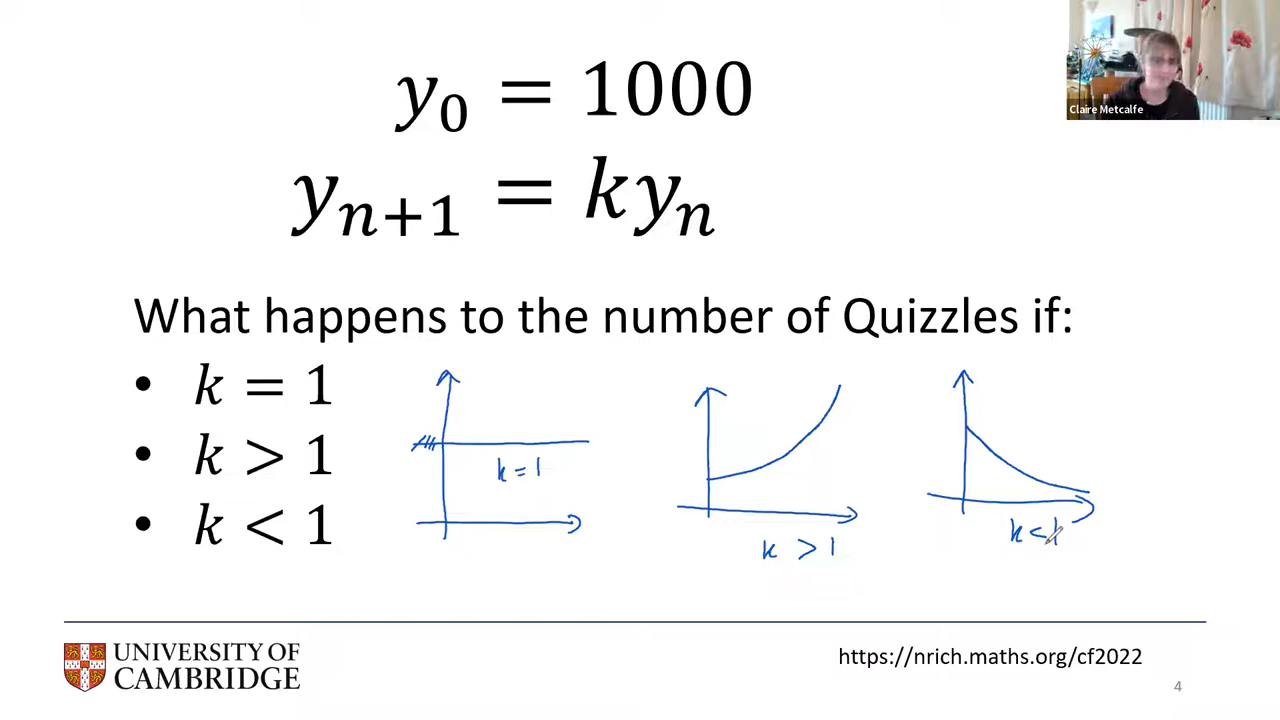 Claire Metcalfe
y₀ = 1000
yₙ₊₁ = kyₙ
What happens to the number of Quizzles if:
• k = 1
• k > 1
• k < 1
k = 1
k > 1
k < 1
UNIVERSITY OF
CAMBRIDGE
https://nrich.maths.org/cf2022
4